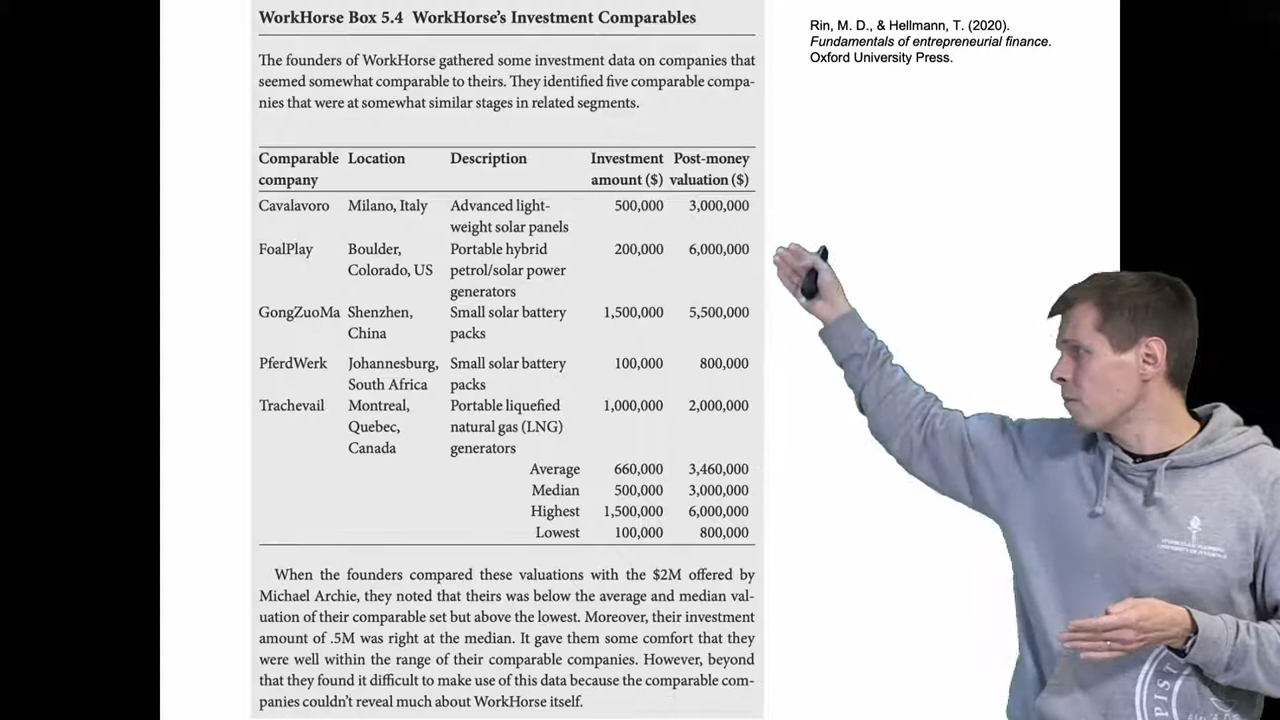 WorkHorse Box 5.4 WorkHorse's Investment Comparables
The founders of WorkHorse gathered some investment data on companies that
seemed somewhat comparable to theirs. They identified five comparable compa-
nies that were at somewhat similar stages in related segments.
Comparable Location Description Investment Post-money
company amount ($) valuation ($)
Cavalavoro Milano, Italy Advanced light- 500,000 3,000,000
weight solar panels
FoalPlay Boulder, Portable hybrid 200,000 6,000,000
Colorado, US petrol/solar power
generators
GongZuoMa Shenzhen, Small solar battery 1,500,000 5,500,000
China packs
PferdWerk Johannesburg, Small solar battery 100,000 800,000
South Africa packs
Trachevail Montreal, Portable liquefied 1,000,000 2,000,000
Quebec, natural gas (LNG)
Canada generators
Average 660,000 3,460,000
Median 500,000 3,000,000
Highest 1,500,000 6,000,000
Lowest 100,000 800,000
When the founders compared these valuations with the $2M offered by
Michael Archie, they noted that theirs was below the average and median val-
uation of their comparable set but above the lowest. Moreover, their investment
amount of .5M was right at the median. It gave them some comfort that they
were well within the range of their comparable companies. However, beyond
that they found it difficult to make use of this data because the comparable com-
panies couldn't reveal much about WorkHorse itself.
Rin, M. D., & Hellmann, T. (2020).
Fundamentals of entrepreneurial finance.
Oxford University Press.